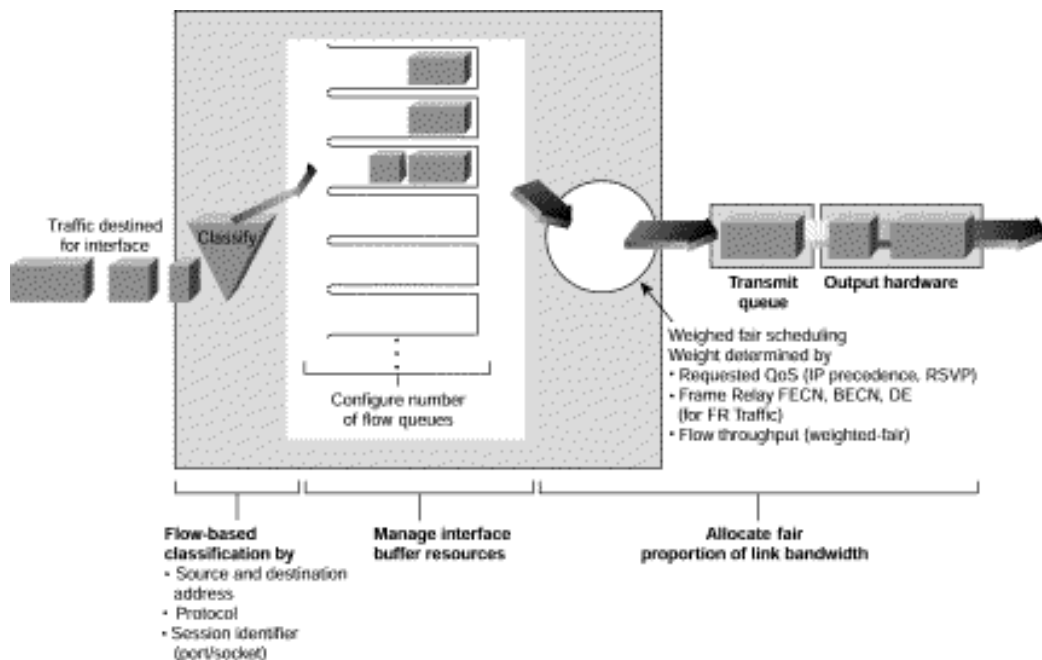 Traffic destined
for interface
Classify
Configure number
of flow queues
Transmit
queue
Output hardware
Weighed fair scheduling
Weight determined by
• Requested QoS (IP precedence, RSVP)
• Frame Relay FECN, BECN, DE
(for FR Traffic)
• Flow throughput (weighted-fair)
Flow-based
classification by
• Source and destination
address
• Protocol
• Session identifier
(port/socket)
Manage interface
buffer resources
Allocate fair
proportion of link bandwidth